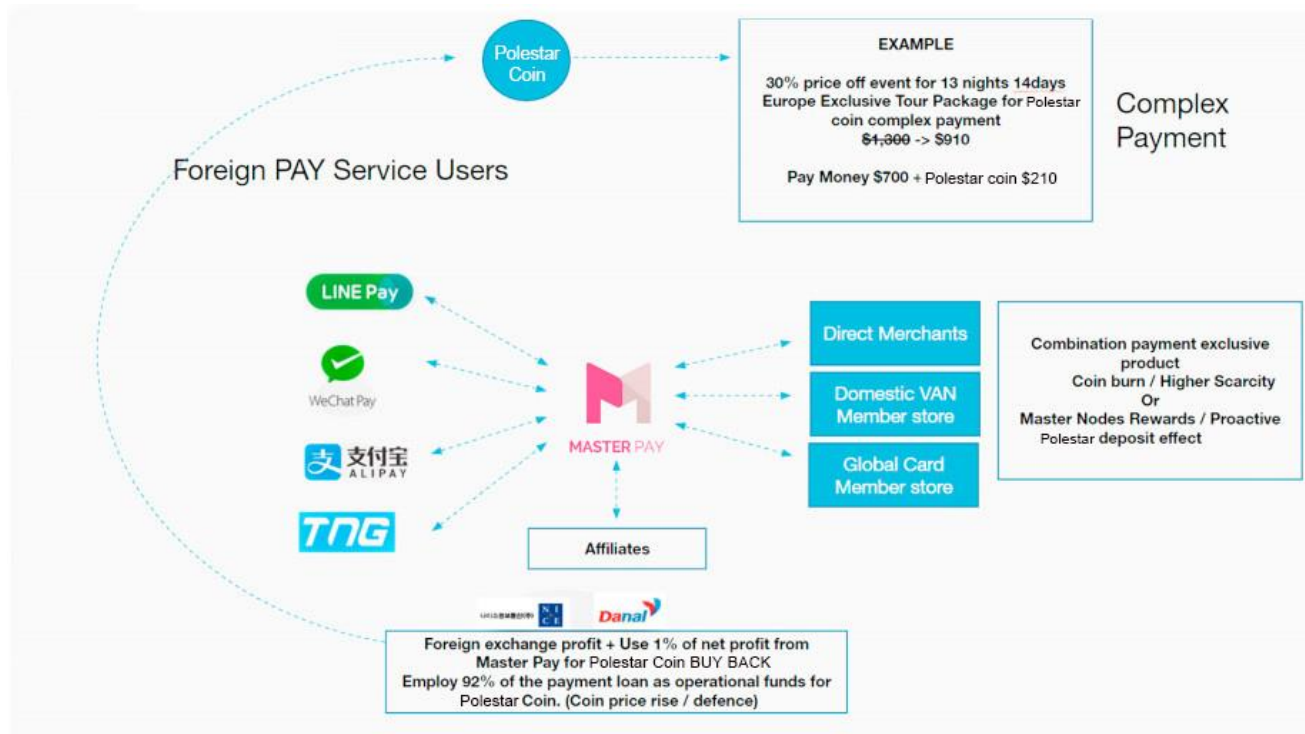 Polestar
Coin
EXAMPLE
30% price off event for 13 nights 14days
Europe Exclusive Tour Package for Polestar
coin complex payment
$1,300 -> $910
Pay Money $700 + Polestar coin $210
Complex
Payment
Foreign PAY Service Users
LINE Pay
WeChat Pay
支 支付宝
ALIPAY
TNG
MASTER PAY
Direct Merchants
Domestic VAN
Member store
Global Card
Member store
Combination payment exclusive
product
Coin burn / Higher Scarcity
Or
Master Nodes Rewards / Proactive
Polestar deposit effect
Affiliates
NI
CE
Danal
Foreign exchange profit + Use 1% of net profit from
Master Pay for Polestar Coin BUY BACK
Employ 92% of the payment loan as operational funds for
Polestar Coin. (Coin price rise / defence)